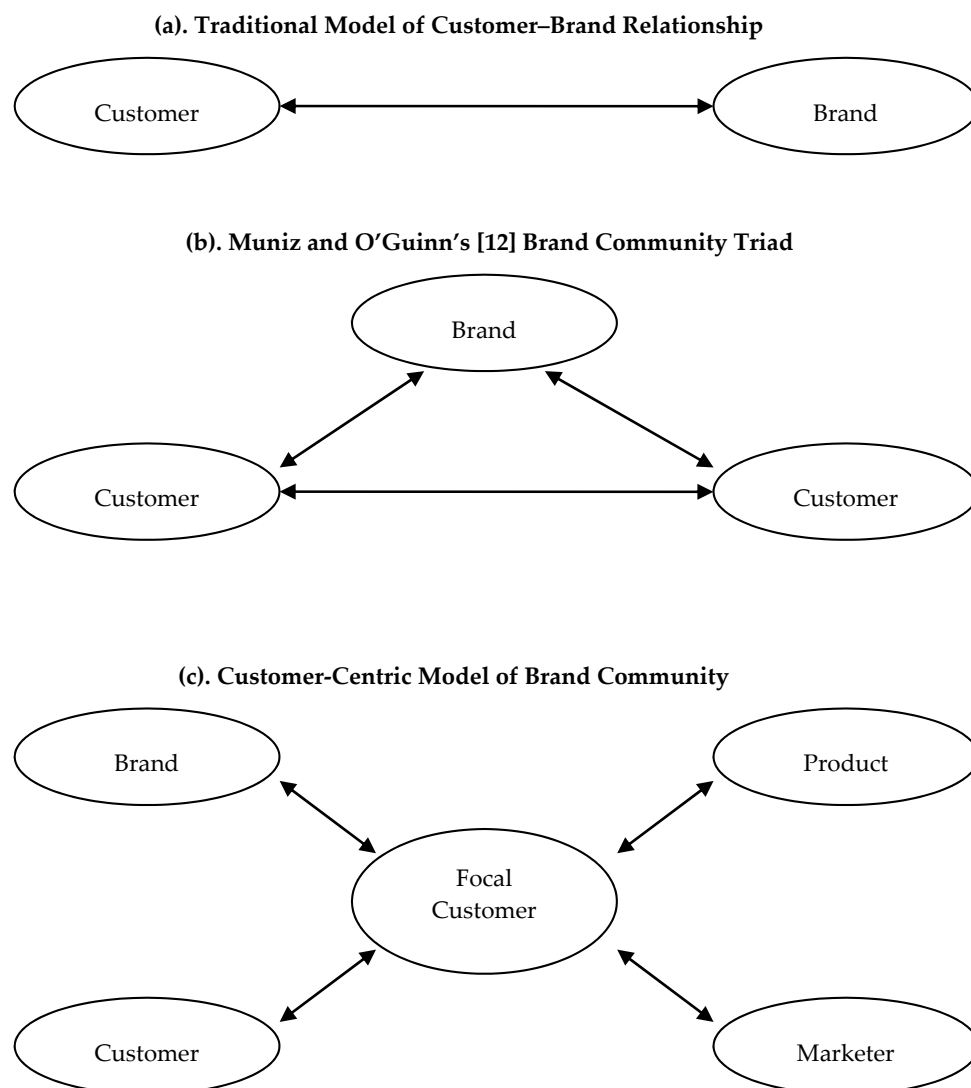 (a). Traditional Model of Customer–Brand Relationship
Customer
Brand
(b). Muniz and O’Guinn’s [12] Brand Community Triad
Brand
Customer
Customer
(c). Customer-Centric Model of Brand Community
Brand
Product
Focal
Customer
Customer
Marketer